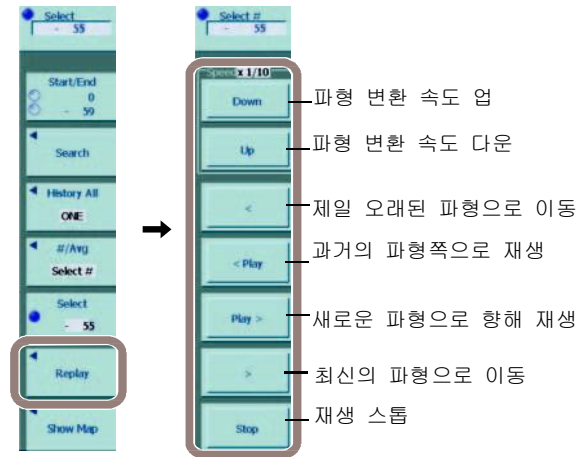 Select
- 55
Start/End
0
- 59
Search
History All
ONE
#/Avg
Select #
Select
- 55
Replay
Show Map
Select #
- 55
Speed x 1/10
Down
파형 변환 속도 업
Up
파형 변환 속도 다운
<
제일 오래된 파형으로 이동
< Play
과거의 파형쪽으로 재생
Play >
새로운 파형으로 향해 재생
>
최신의 파형으로 이동
Stop
재생 스톱